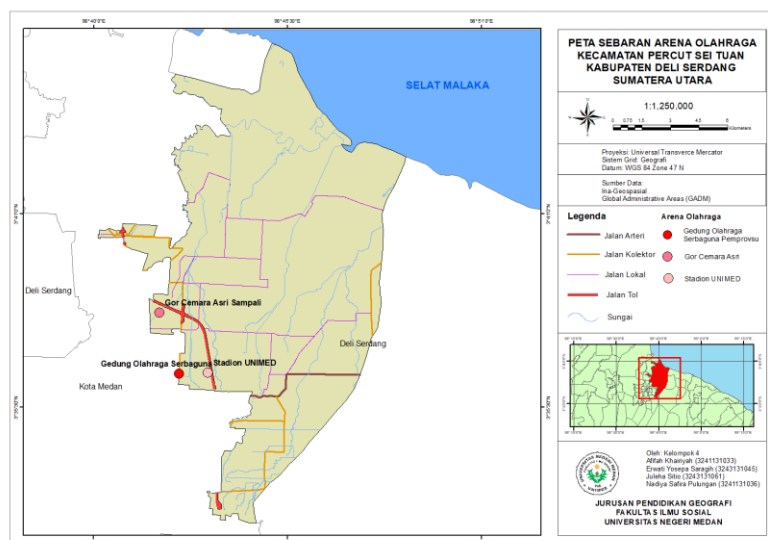 98°40'0"E
98°45'30"E
98°51'0"E
SELAT MALAKA
Deli Serdang
Gor Cemara Asri Sampali
Deli Serdang
Gedung Olahraga Serbaguna
Stadion UNIMED
Kota Medan
PETA SEBARAN ARENA OLAHRAGA
KECAMATAN PERCUT SEI TUAN
KABUPATEN DELI SERDANG
SUMATERA UTARA
1:1,250,000
0 0,75 1,5 3 4,5 6
Kilometers
Proyeksi: Universal Transverce Mercator
Sistem Grid: Geografi
Datum: WGS 84 Zone 47 N
Sumber Data:
Ina-Geospasial
Global Administrative Areas (GADM)
Legenda
Jalan Arteri
Jalan Kolektor
Jalan Lokal
Jalan Tol
Sungai
Arena Olahraga
Gedung Olahraga
Serbaguna Pemprovsu
Gor Cemara Asri
Stadion UNIMED
Oleh: Kelompok 4
Erwati Yosepa Saragih (3243131045)
Juleha Sitio (3243131061)
Nadiya Safira Pulungan (3241131036)
JURUSAN PENDIDIKAN GEOGRAFI
FAKULTAS ILMU SOSIAL
UNIVERSITAS NEGERI MEDAN